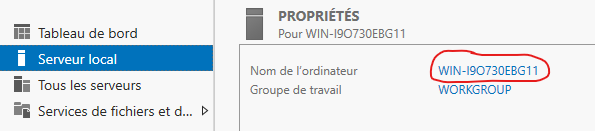 Tableau de bord
Serveur local
Tous les serveurs
Services de fichiers et d...
PROPRIÉTÉS
Pour WIN-I9O730EBG11
Nom de l'ordinateur WIN-I9O730EBG11
Groupe de travail WORKGROUP